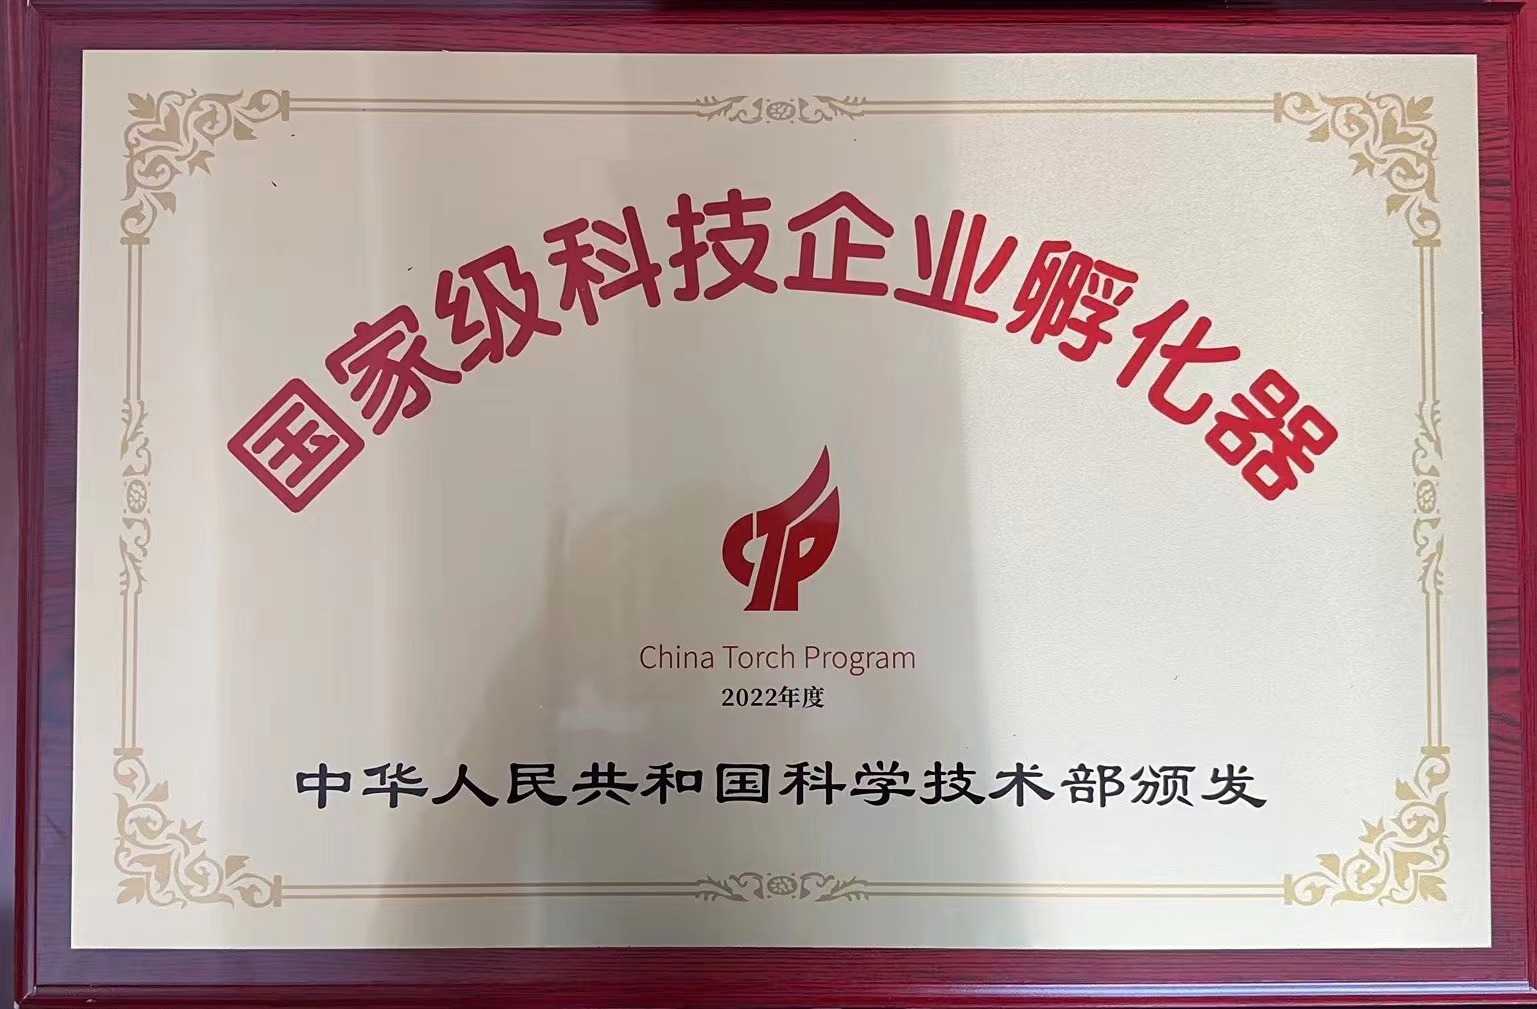 国家级科技企业孵化器
CTP
China Torch Program
2022年度
中华人民共和国科学技术部颁发